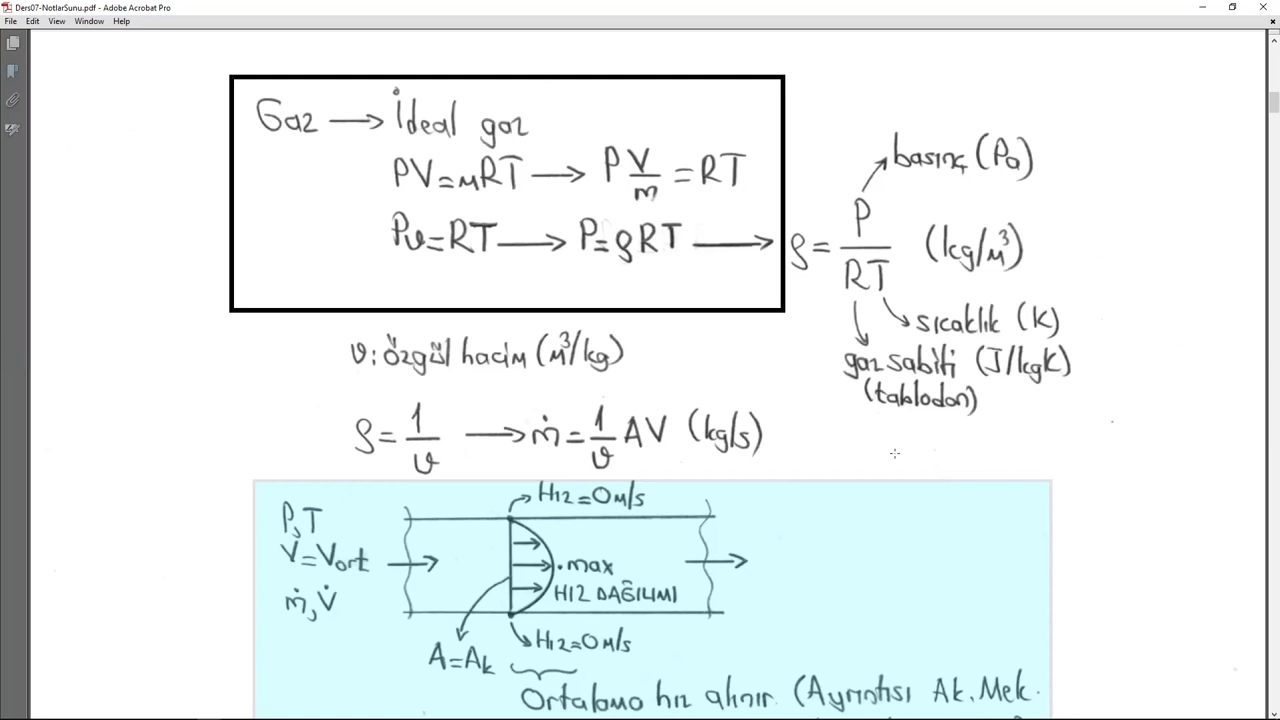 Ders07-NotlarSunu.pdf - Adobe Acrobat Pro
File Edit View Window Help
Gaz → İdeal gaz
PV=mRT → P V/m = RT
Pϑ=RT → P=ρRT → ρ= P/RT (kg/m³)
basınç (Pa)
sıcaklık (K)
gaz sabiti (J/kgK)
(tablodan)
ϑ: özgül hacim (m³/kg)
ρ= 1/ϑ → ṁ= 1/ϑ AV (kg/s)
P,T
V=Vort
ṁ, V̇
Hız=0m/s
max
HIZ DAĞILIMI
Hız=0m/s
A=Ak
Ortalama hız alınır. (Ayrıntısı Ak. Mek.